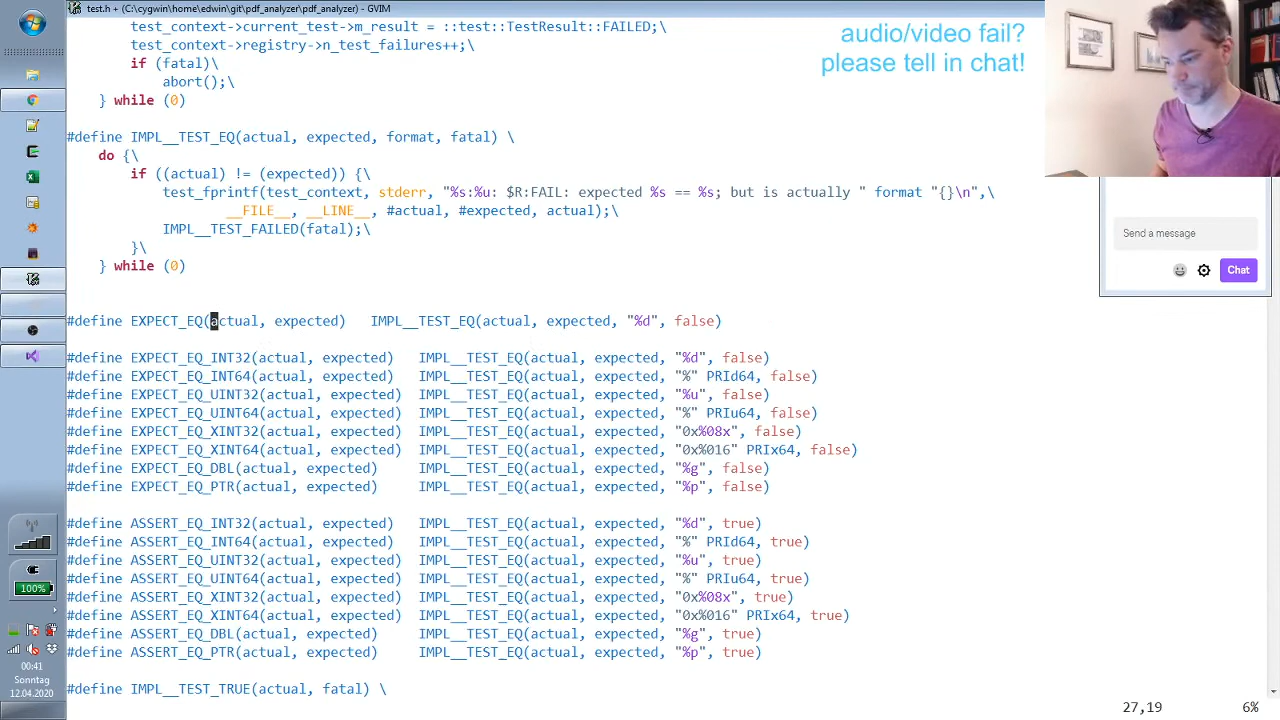 test.h + (C:\cygwin\home\edwin\git\pdf_analyzer\pdf_analyzer) - GVIM
test_context->current_test->m_result = ::test::TestResult::FAILED;\
test_context->registry->n_test_failures++;\
if (fatal)\
abort();\
} while (0)
#define IMPL__TEST_EQ(actual, expected, format, fatal) \
do {\
if ((actual) != (expected)) {\
test_fprintf(test_context, stderr, "%s:%u: $R:FAIL: expected %s == %s; but is actually " format "{}\n",\
__FILE__, __LINE__, #actual, #expected, actual);\
IMPL__TEST_FAILED(fatal);\
}\
} while (0)
#define EXPECT_EQ(actual, expected)   IMPL__TEST_EQ(actual, expected, "%d", false)
#define EXPECT_EQ_INT32(actual, expected)   IMPL__TEST_EQ(actual, expected, "%d", false)
#define EXPECT_EQ_INT64(actual, expected)   IMPL__TEST_EQ(actual, expected, "%" PRId64, false)
#define EXPECT_EQ_UINT32(actual, expected)  IMPL__TEST_EQ(actual, expected, "%u", false)
#define EXPECT_EQ_UINT64(actual, expected)  IMPL__TEST_EQ(actual, expected, "%" PRIu64, false)
#define EXPECT_EQ_XINT32(actual, expected)  IMPL__TEST_EQ(actual, expected, "0x%08x", false)
#define EXPECT_EQ_XINT64(actual, expected)  IMPL__TEST_EQ(actual, expected, "0x%016" PRIx64, false)
#define EXPECT_EQ_DBL(actual, expected)     IMPL__TEST_EQ(actual, expected, "%g", false)
#define EXPECT_EQ_PTR(actual, expected)     IMPL__TEST_EQ(actual, expected, "%p", false)
#define ASSERT_EQ_INT32(actual, expected)   IMPL__TEST_EQ(actual, expected, "%d", true)
#define ASSERT_EQ_INT64(actual, expected)   IMPL__TEST_EQ(actual, expected, "%" PRId64, true)
#define ASSERT_EQ_UINT32(actual, expected)  IMPL__TEST_EQ(actual, expected, "%u", true)
#define ASSERT_EQ_UINT64(actual, expected)  IMPL__TEST_EQ(actual, expected, "%" PRIu64, true)
#define ASSERT_EQ_XINT32(actual, expected)  IMPL__TEST_EQ(actual, expected, "0x%08x", true)
#define ASSERT_EQ_XINT64(actual, expected)  IMPL__TEST_EQ(actual, expected, "0x%016" PRIx64, true)
#define ASSERT_EQ_DBL(actual, expected)     IMPL__TEST_EQ(actual, expected, "%g", true)
#define ASSERT_EQ_PTR(actual, expected)     IMPL__TEST_EQ(actual, expected, "%p", true)
#define IMPL__TEST_TRUE(actual, fatal) \
27,19
6%
audio/video fail?
please tell in chat!
Send a message
Chat
100%
00:41
Sonntag
12.04.2020